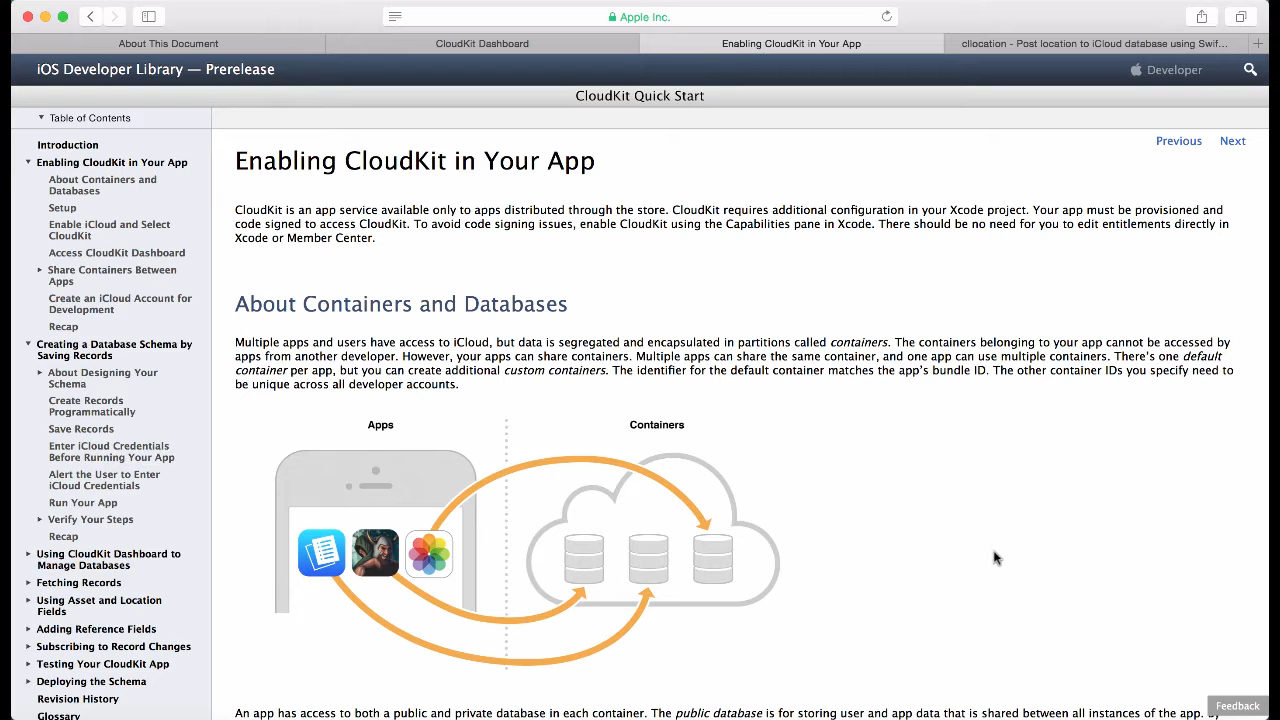 Apple Inc.
About This Document
CloudKit Dashboard
Enabling CloudKit in Your App
cllocation - Post location to iCloud database using Swif...
iOS Developer Library — Prerelease
Developer
CloudKit Quick Start
Table of Contents
Introduction
Enabling CloudKit in Your App
About Containers and
Databases
Setup
Enable iCloud and Select
CloudKit
Access CloudKit Dashboard
Share Containers Between
Apps
Create an iCloud Account for
Development
Recap
Creating a Database Schema by
Saving Records
About Designing Your
Schema
Create Records
Programmatically
Save Records
Enter iCloud Credentials
Before Running Your App
Alert the User to Enter
iCloud Credentials
Run Your App
Verify Your Steps
Recap
Using CloudKit Dashboard to
Manage Databases
Fetching Records
Using Asset and Location
Fields
Adding Reference Fields
Subscribing to Record Changes
Testing Your CloudKit App
Deploying the Schema
Revision History
Glossary
Previous
Next
Enabling CloudKit in Your App
CloudKit is an app service available only to apps distributed through the store. CloudKit requires additional configuration in your Xcode project. Your app must be provisioned and
code signed to access CloudKit. To avoid code signing issues, enable CloudKit using the Capabilities pane in Xcode. There should be no need for you to edit entitlements directly in
Xcode or Member Center.
About Containers and Databases
Multiple apps and users have access to iCloud, but data is segregated and encapsulated in partitions called containers. The containers belonging to your app cannot be accessed by
apps from another developer. However, your apps can share containers. Multiple apps can share the same container, and one app can use multiple containers. There's one default
container per app, but you can create additional custom containers. The identifier for the default container matches the app's bundle ID. The other container IDs you specify need to
be unique across all developer accounts.
Apps
Containers
An app has access to both a public and private database in each container. The public database is for storing user and app data that is shared between all instances of the app.
Feedback